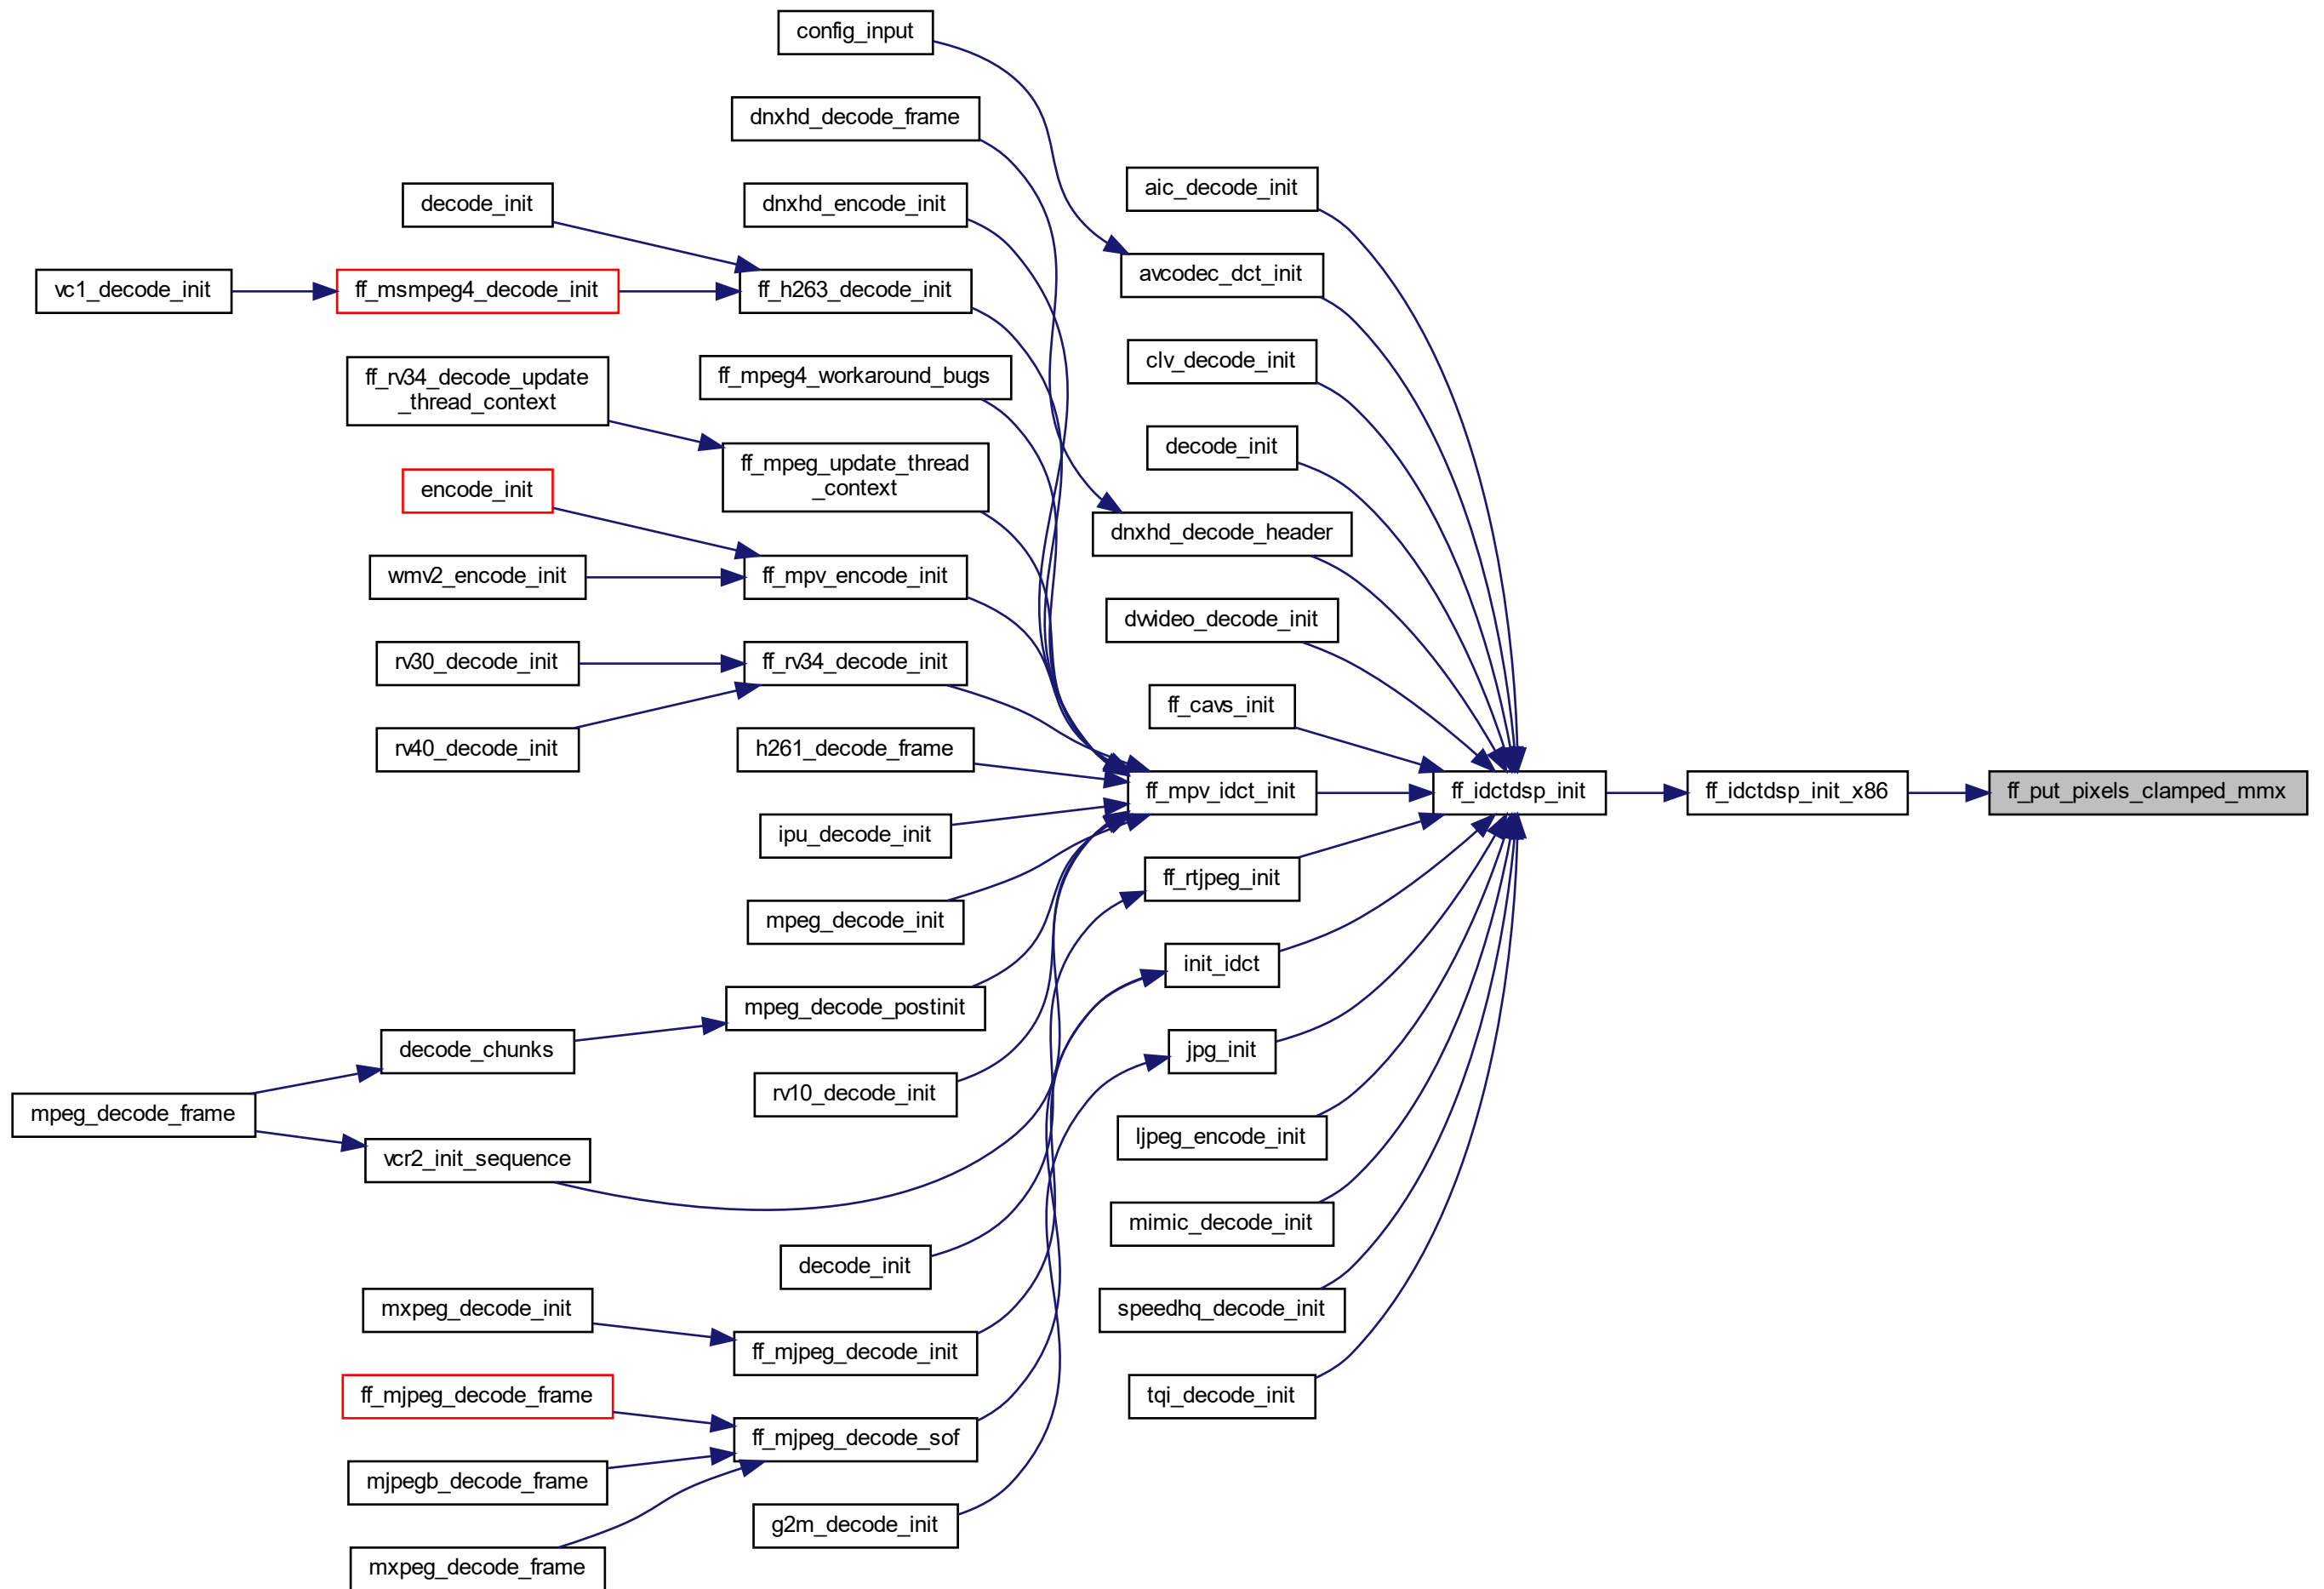 config_input
dnxhd_decode_frame
aic_decode_init
decode_init
dnxhd_encode_init
avcodec_dct_init
vc1_decode_init
ff_msmpeg4_decode_init
ff_h263_decode_init
clv_decode_init
ff_rv34_decode_update
_thread_context
ff_mpeg4_workaround_bugs
decode_init
ff_mpeg_update_thread
_context
encode_init
dnxhd_decode_header
wmv2_encode_init
ff_mpv_encode_init
dwideo_decode_init
rv30_decode_init
ff_rv34_decode_init
ff_cavs_init
rv40_decode_init
h261_decode_frame
ff_mpv_idct_init
ff_idctdsp_init
ff_idctdsp_init_x86
ff_put_pixels_clamped_mmx
ipu_decode_init
ff_rtjpeg_init
mpeg_decode_init
init_idct
mpeg_decode_postinit
decode_chunks
jpg_init
mpeg_decode_frame
rv10_decode_init
ljpeg_encode_init
vcr2_init_sequence
mimic_decode_init
decode_init
mxpeg_decode_init
speedhq_decode_init
ff_mjpeg_decode_init
ff_mjpeg_decode_frame
tqi_decode_init
ff_mjpeg_decode_sof
mjpegb_decode_frame
g2m_decode_init
mxpeg_decode_frame